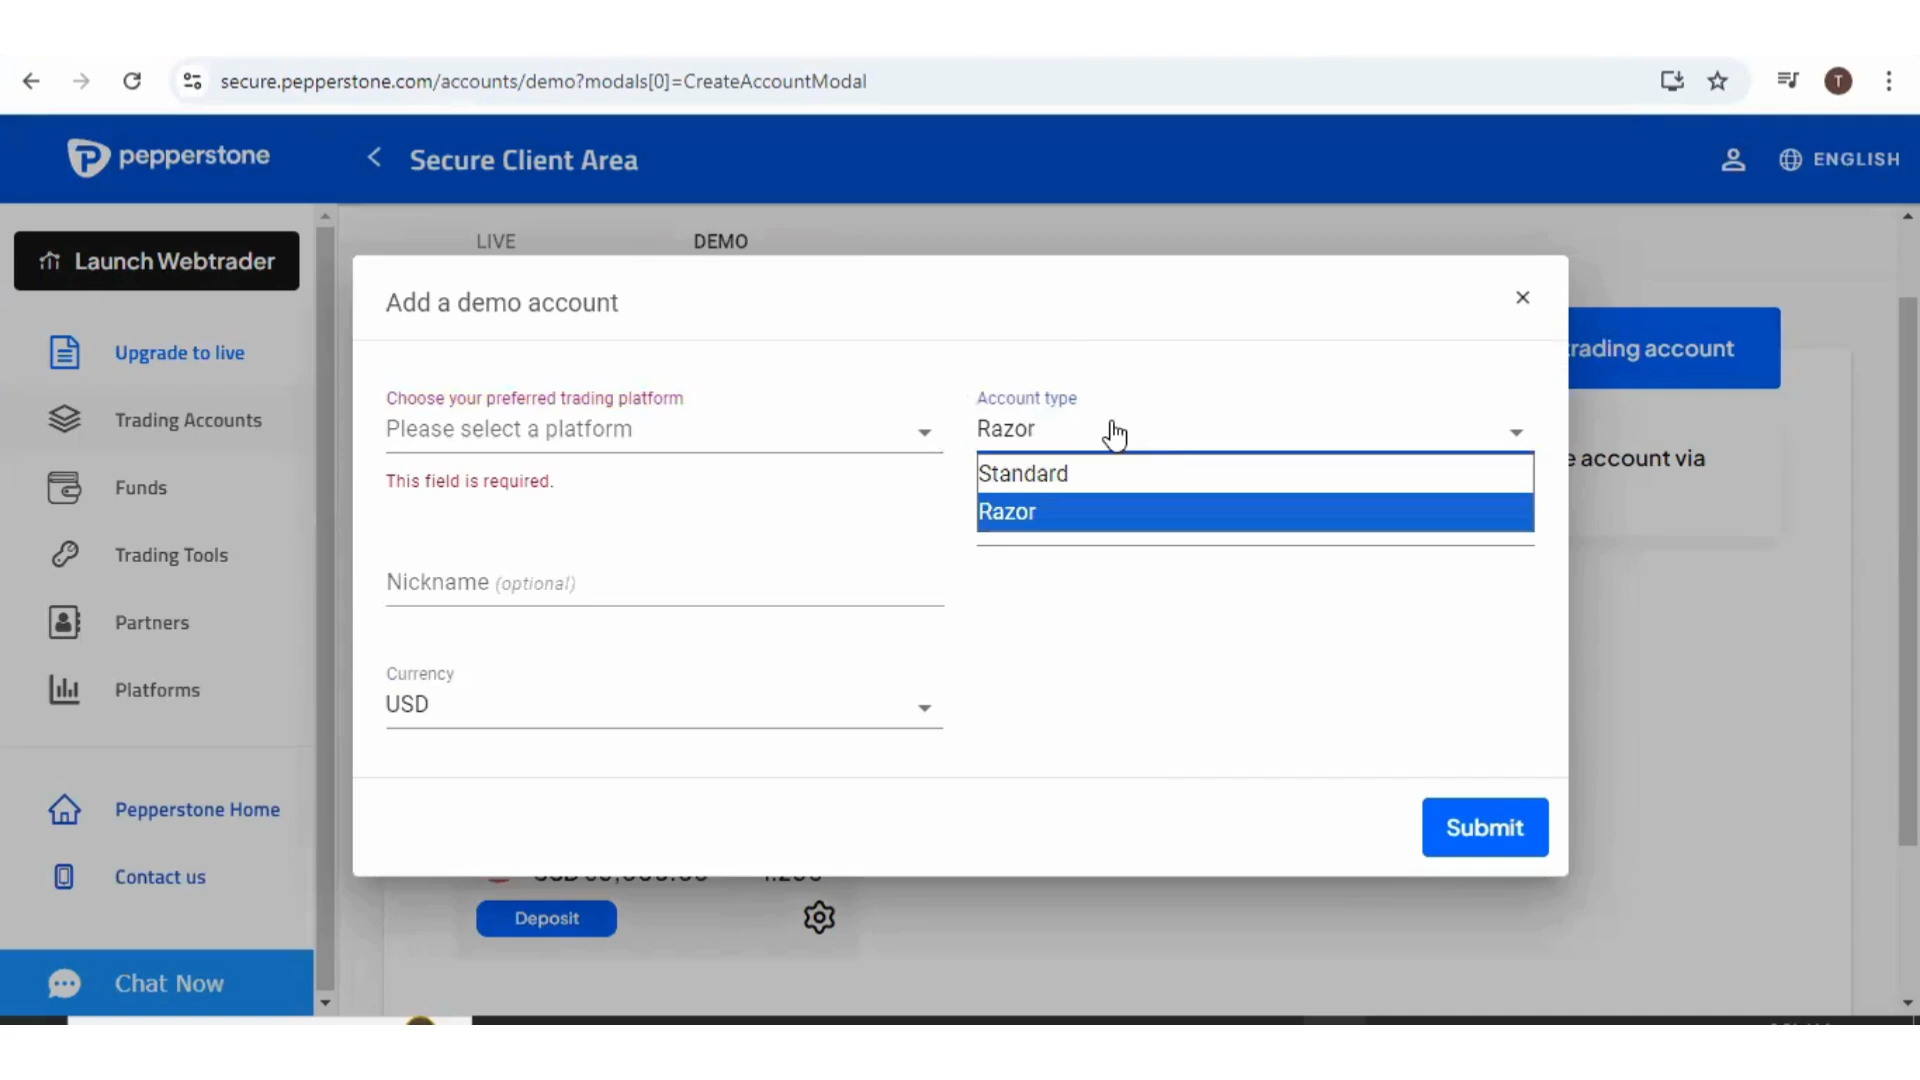 secure.pepperstone.com/accounts/demo?modals[0]=CreateAccountModal
T
pepperstone
Secure Client Area
ENGLISH
Launch Webtrader
LIVE
DEMO
Add a demo account
trading account
Upgrade to live
Choose your preferred trading platform
Account type
Please select a platform
Razor
Trading Accounts
e account via
This field is required.
Standard
Razor
Funds
Trading Tools
Nickname (optional)
Partners
Currency
USD
Platforms
Pepperstone Home
Submit
Contact us
Deposit
Chat Now